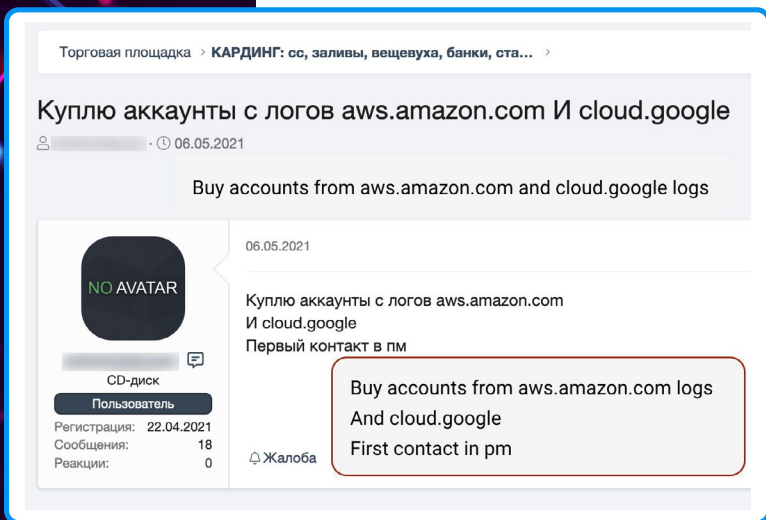 Торговая площадка > КАРДИНГ: сс, заливы, вещевуха, банки, ста... >
Куплю аккаунты с логов aws.amazon.com И cloud.google
· 06.05.2021
Buy accounts from aws.amazon.com and cloud.google logs
06.05.2021
NO AVATAR
CD-диск
Пользователь
Регистрация: 22.04.2021
Сообщения: 18
Реакции: 0
Куплю аккаунты с логов aws.amazon.com
И cloud.google
Первый контакт в пм
Buy accounts from aws.amazon.com logs
And cloud.google
First contact in pm
Жалоба